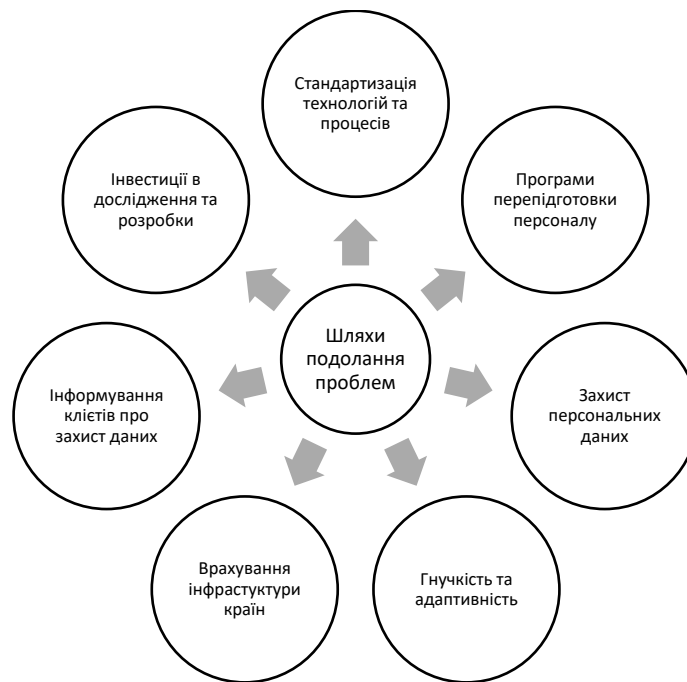 Стандартизація
технологій та
процесів
Програми
перепідготовки
персоналу
Захист
персональних
даних
Гнучкість та
адаптивність
Врахування
інфрастуктури
країн
Інформування
клієтів про
захист даних
Інвестиції в
дослідження та
розробки
Шляхи
подолання
проблем